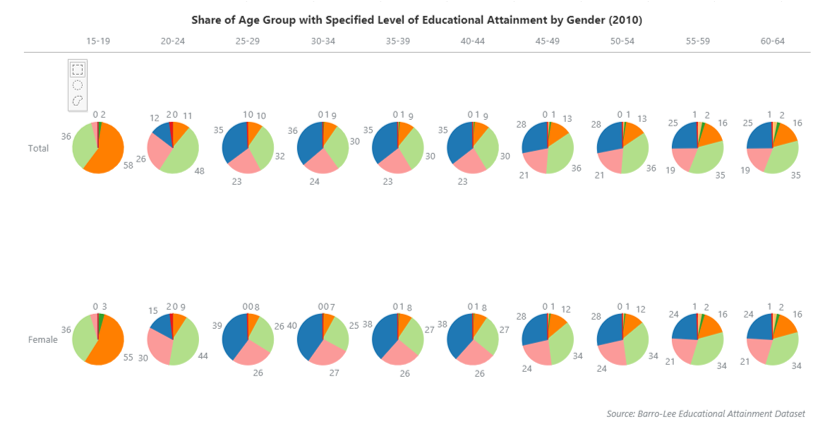 Share of Age Group with Specified Level of Educational Attainment by Gender (2010)
15-19 20-24 25-29 30-34 35-39 40-44 45-49 50-54 55-59 60-64
0 2 12 2 0 11 1 0 10 0 1 9 0 1 9 0 1 9 0 1 13 0 1 13 1 2 1 2
36 35 36 35 35 28 28 25 16 25 16
Total
58 26 48 23 32 24 30 23 30 23 30 21 36 21 36 19 35 19 35
0 3 15 2 0 9 0 0 8 0 0 7 0 1 8 0 1 8 0 1 12 0 1 12 1 2 1 2
36 39 26 40 25 38 27 38 27 28 28 24 16 24 16
Female
55 30 44 26 27 26 26 24 34 24 34 21 34 21 34
Source: Barro-Lee Educational Attainment Dataset